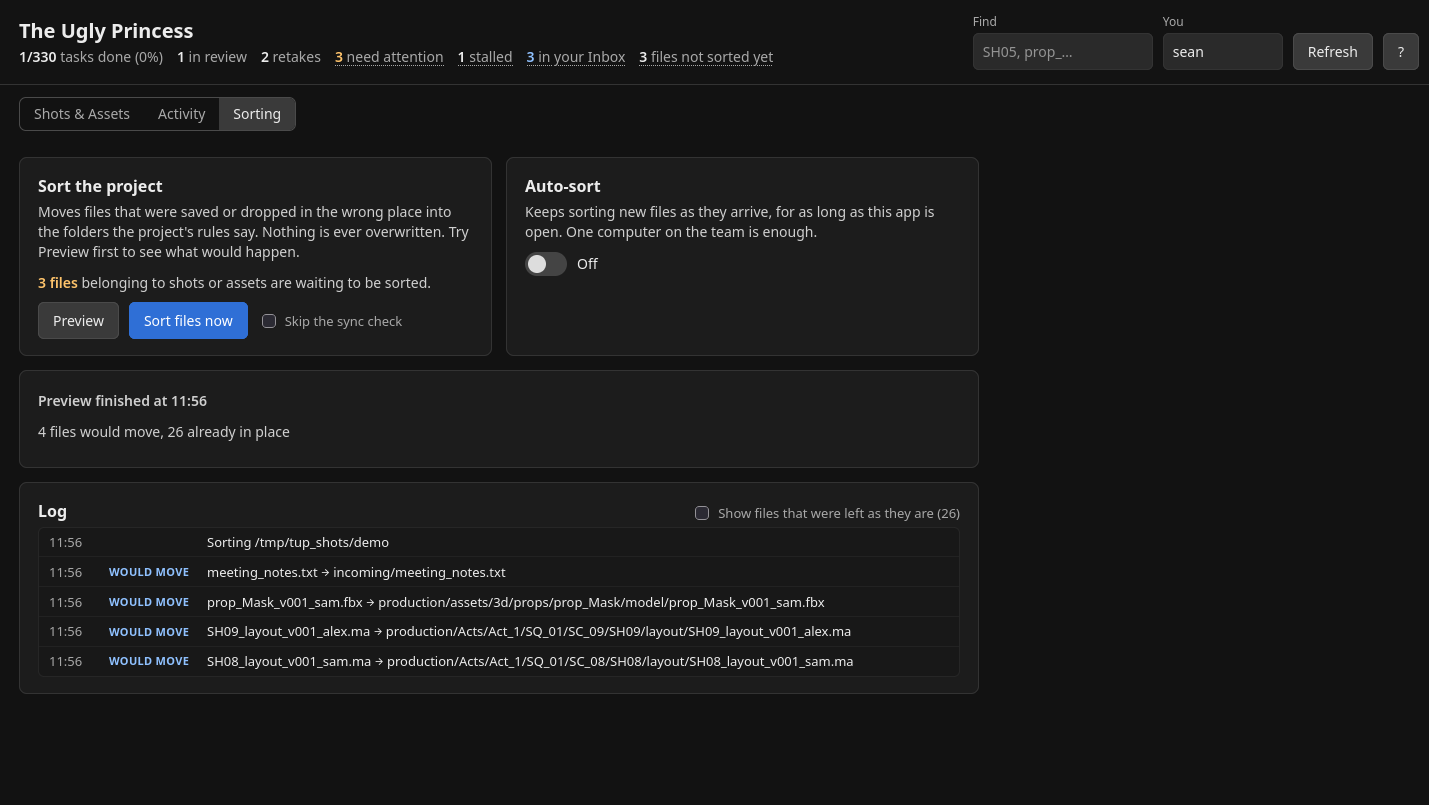 The Ugly Princess
1/330 tasks done (0%) 1 in review 2 retakes 3 need attention 1 stalled 3 in your Inbox 3 files not sorted yet
Find
SH05, prop_...
You
sean
Refresh
?
Shots & Assets Activity Sorting
Sort the project
Moves files that were saved or dropped in the wrong place into
the folders the project's rules say. Nothing is ever overwritten. Try
Preview first to see what would happen.
3 files belonging to shots or assets are waiting to be sorted.
Preview Sort files now Skip the sync check
Auto-sort
Keeps sorting new files as they arrive, for as long as this app is
open. One computer on the team is enough.
Off
Preview finished at 11:56
4 files would move, 26 already in place
Log
Show files that were left as they are (26)
11:56 Sorting /tmp/tup_shots/demo
11:56 WOULD MOVE meeting_notes.txt → incoming/meeting_notes.txt
11:56 WOULD MOVE prop_Mask_v001_sam.fbx → production/assets/3d/props/prop_Mask/model/prop_Mask_v001_sam.fbx
11:56 WOULD MOVE SH09_layout_v001_alex.ma → production/Acts/Act_1/SQ_01/SC_09/SH09/layout/SH09_layout_v001_alex.ma
11:56 WOULD MOVE SH08_layout_v001_sam.ma → production/Acts/Act_1/SQ_01/SC_08/SH08/layout/SH08_layout_v001_sam.ma